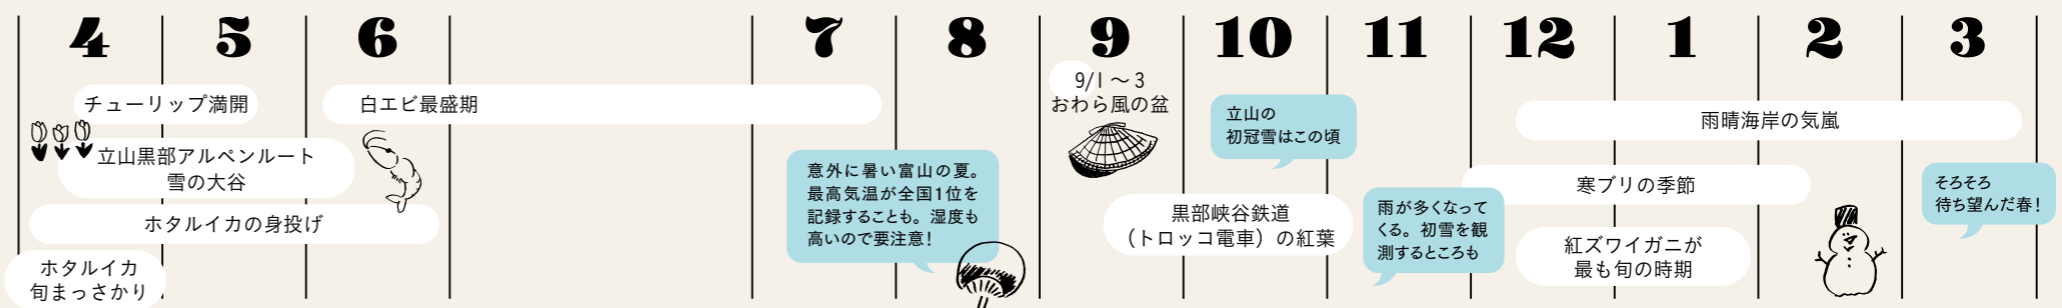 4 5 6 7 8 9 10 11 12 1 2 3
チューリップ満開
立山黒部アルペンルート
雪の大谷
ホタルイカの身投げ
ホタルイカ
旬まっさかり
白エビ最盛期
意外に暑い富山の夏。
最高気温が全国1位を
記録することも。湿度も
高いので要注意！
9/1～3
おわら風の盆
立山の
初冠雪はこの頃
黒部峡谷鉄道
（トロッコ電車）の紅葉
雨が多くなって
くる。初雪を観
測するところも
雨晴海岸の気嵐
寒ブリの季節
紅ズワイガニが
最も旬の時期
そろそろ
待ち望んだ春！